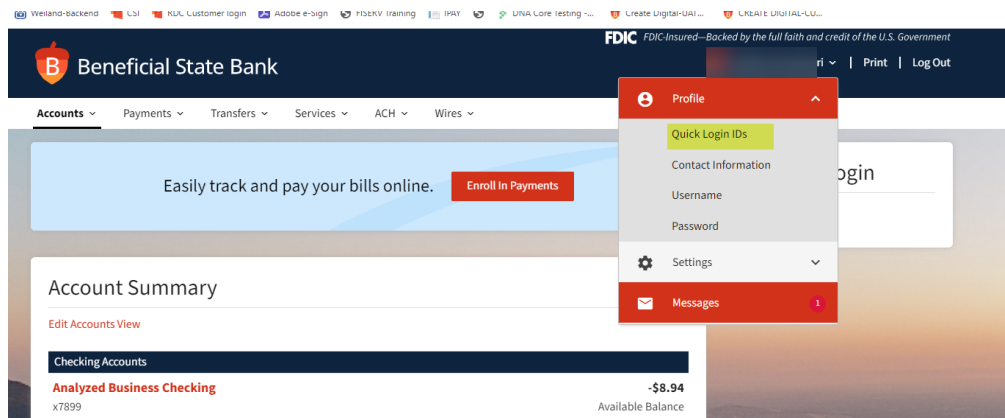 Weiland-Backend CSI KDC Customer login Adobe e-Sign FISERV Training IPAY DNA Core Testing -... Create Digital-UAT... CREATE DIGITAL-CU...
FDIC FDIC-Insured—Backed by the full faith and credit of the U.S. Government
B Beneficial State Bank
ri | Print | Log Out
Accounts Payments Transfers Services ACH Wires
Profile
Quick Login IDs
Contact Information
Username
Password
Settings
Messages 1
Easily track and pay your bills online. Enroll In Payments
Account Summary
Edit Accounts View
Checking Accounts
Analyzed Business Checking -$8.94
x7899 Available Balance